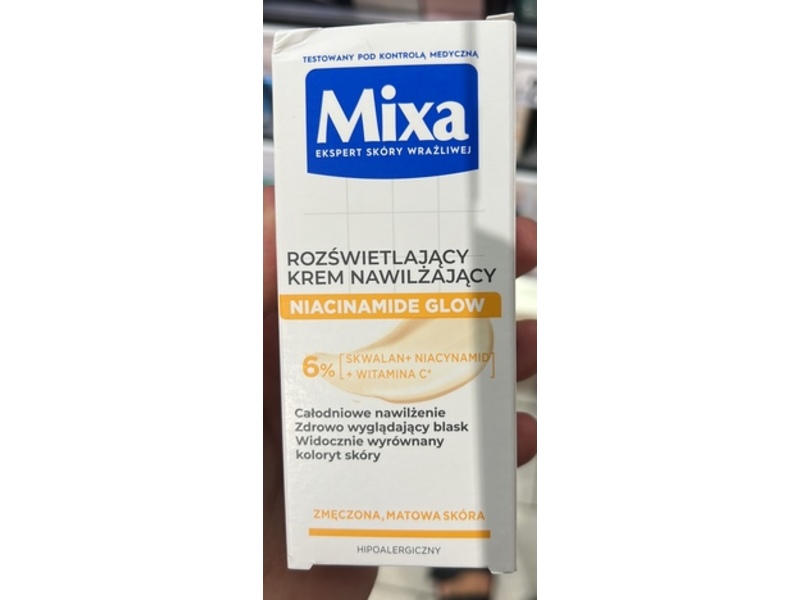 TESTOWANY POD KONTROLĄ MEDYCZNĄ
Mixa
EKSPERT SKÓRY WRAŻLIWEJ
ROZŚWIETLAJĄCY
KREM NAWILŻAJĄCY
NIACINAMIDE GLOW
6% [SKWALAN+ NIACYNAMID
+ WITAMINA C*]
Całodniowe nawilżenie
Zdrowo wyglądający blask
Widocznie wyrównany
koloryt skóry
ZMĘCZONA, MATOWA SKÓRA
HIPOALERGICZNY